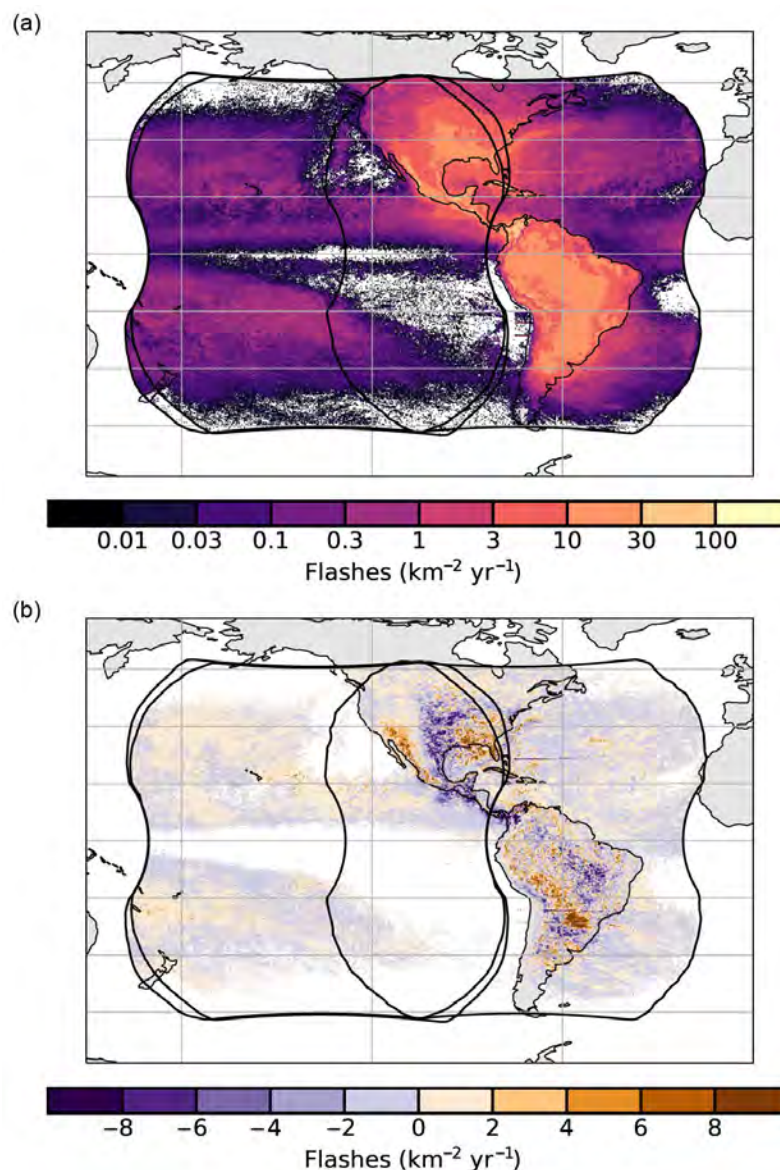 (a)
0.01 0.03 0.1 0.3 1 3 10 30 100
Flashes (km⁻² yr⁻¹)
(b)
−8 −6 −4 −2 0 2 4 6 8
Flashes (km⁻² yr⁻¹)